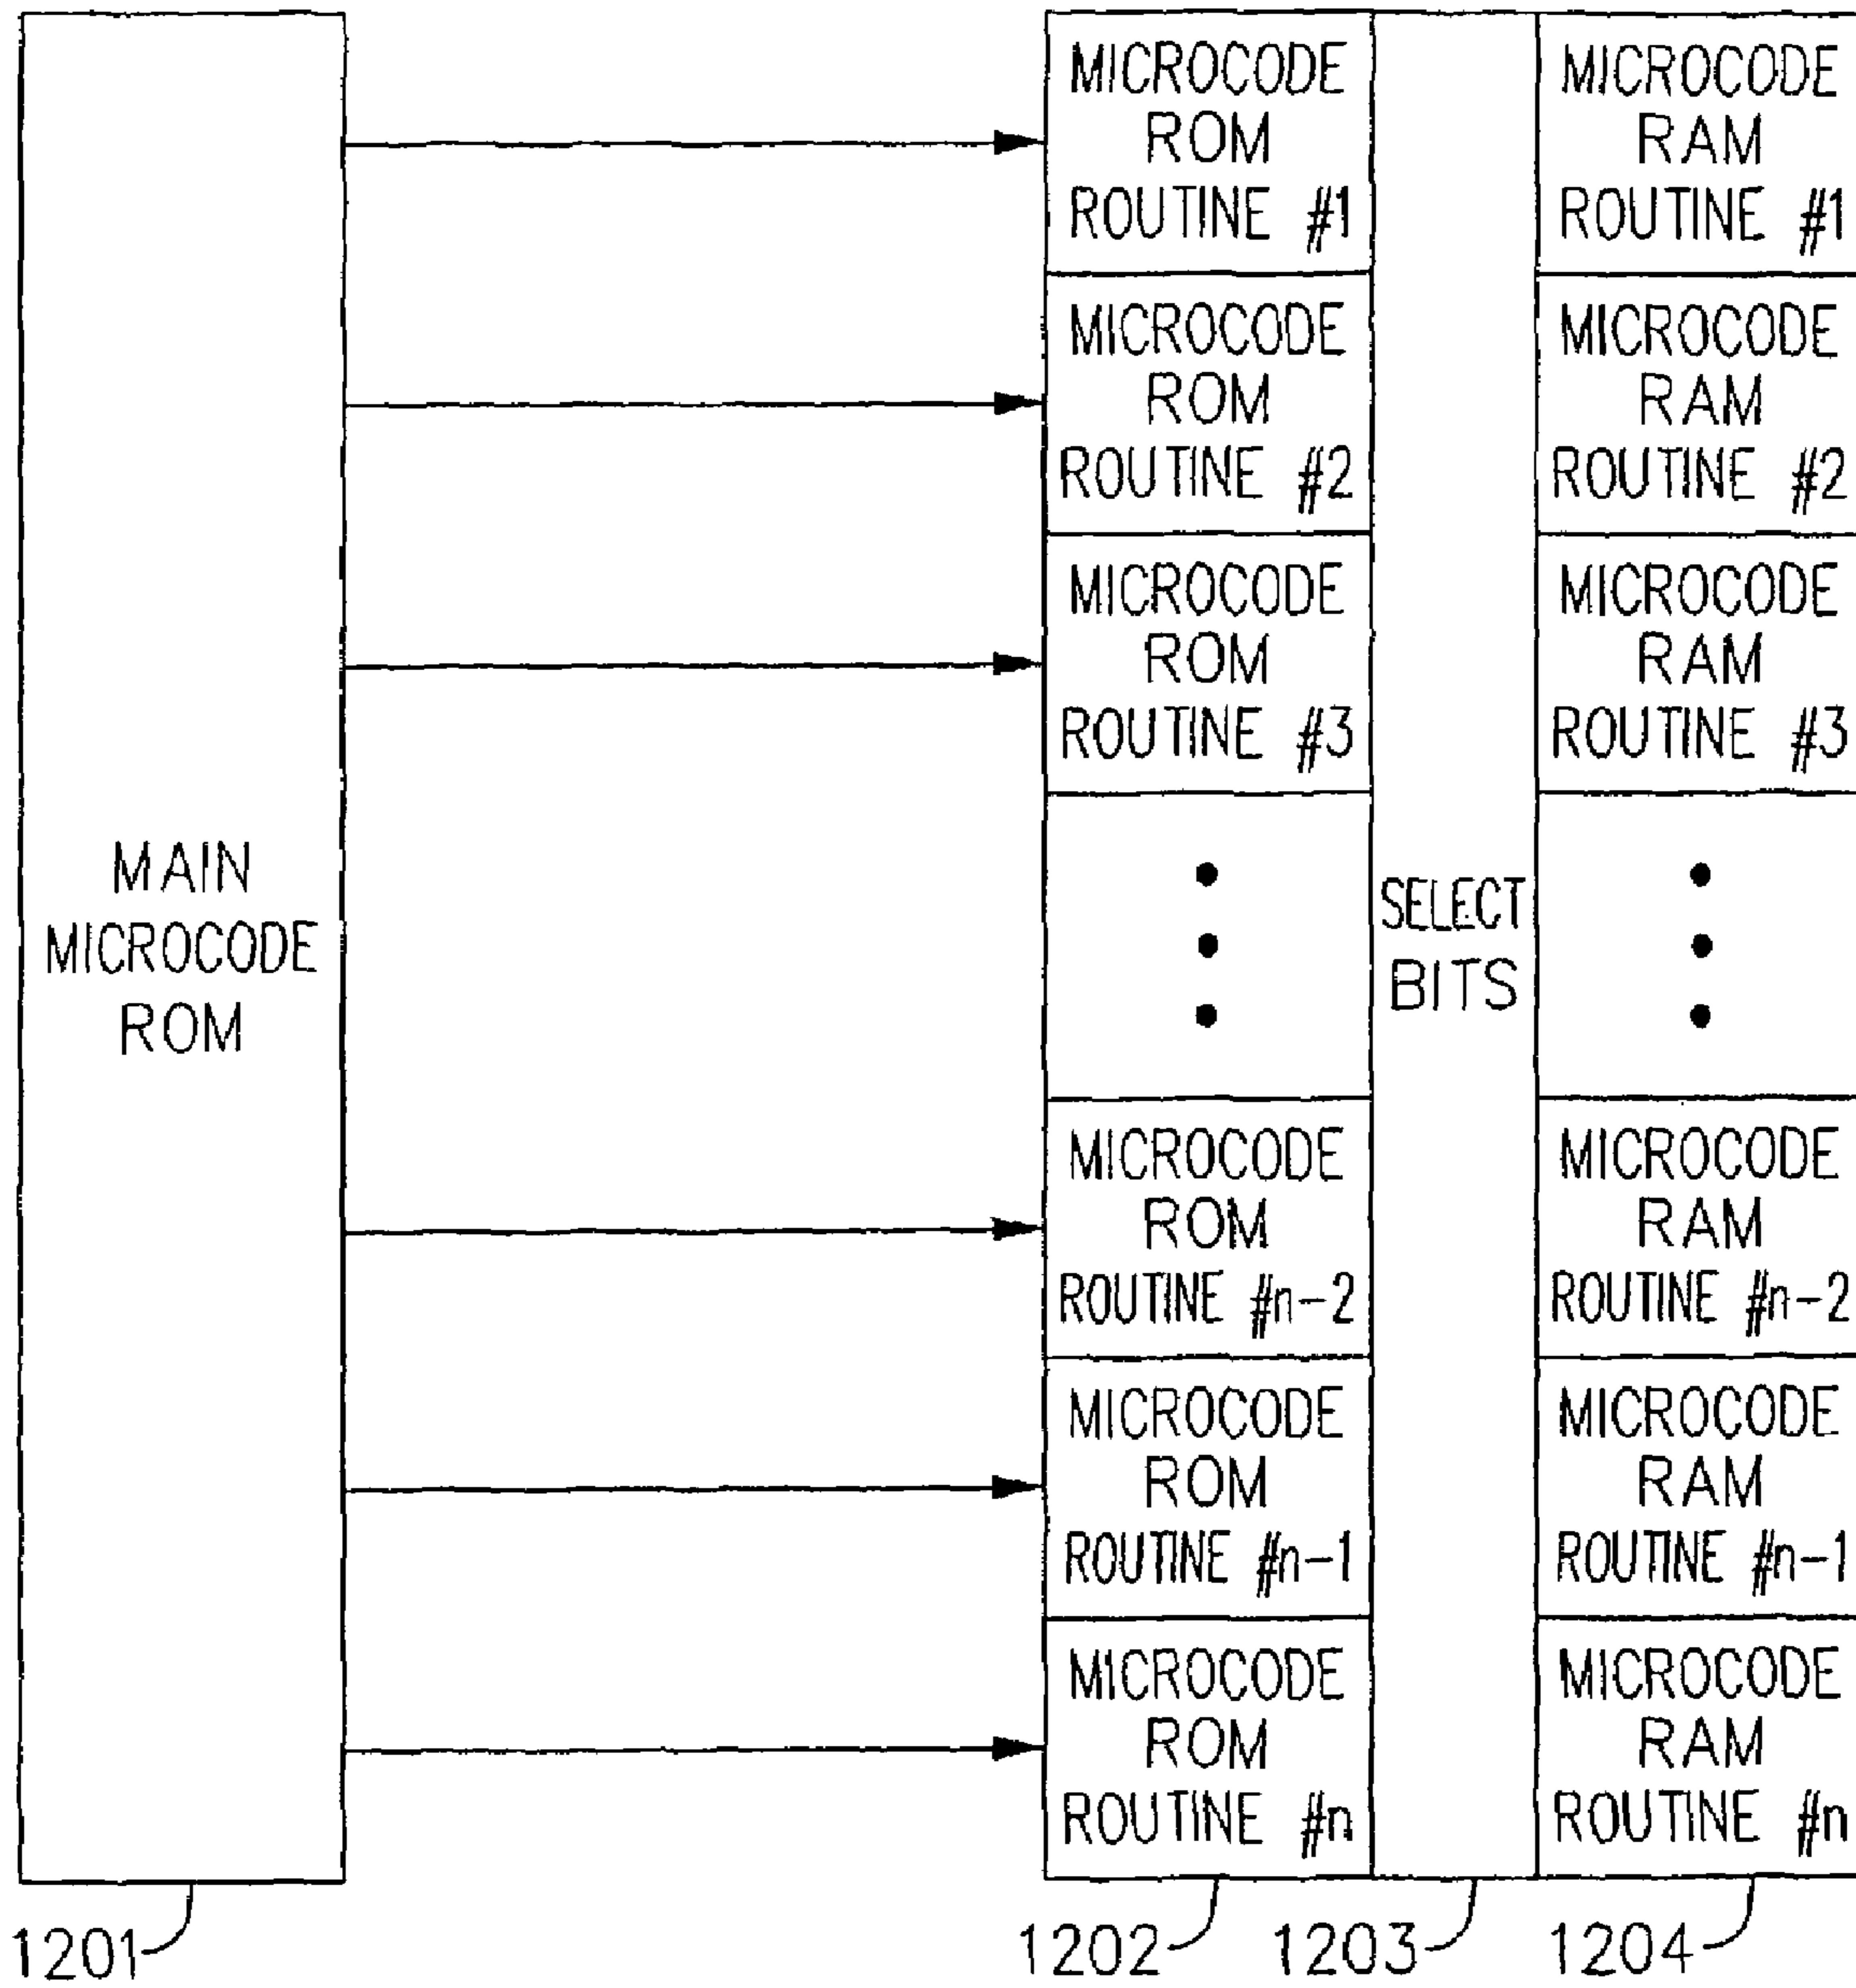 MAIN
MICROCODE
ROM
MICROCODE
ROM
ROUTINE #1
MICROCODE
ROM
ROUTINE #2
MICROCODE
ROM
ROUTINE #3
MICROCODE
ROM
ROUTINE #n-2
MICROCODE
ROM
ROUTINE #n-1
MICROCODE
ROM
ROUTINE #n
SELECT
BITS
MICROCODE
RAM
ROUTINE #1
MICROCODE
RAM
ROUTINE #2
MICROCODE
RAM
ROUTINE #3
MICROCODE
RAM
ROUTINE #n-2
MICROCODE
RAM
ROUTINE #n-1
MICROCODE
RAM
ROUTINE #n
1201
1202
1203
1204